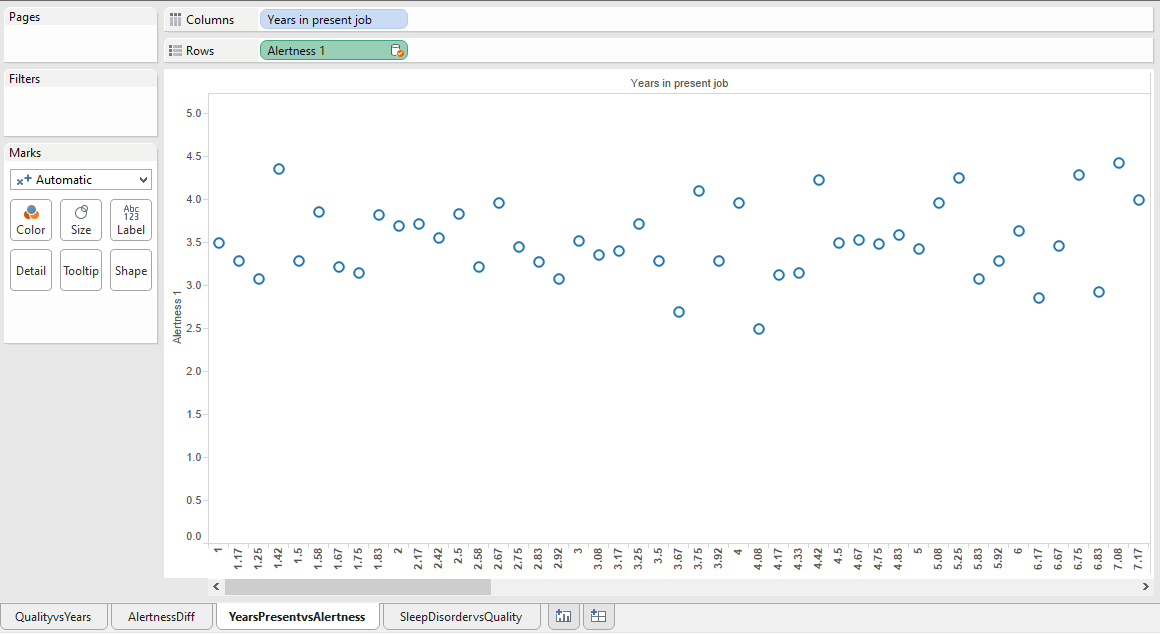 Pages
Columns
Years in present job
Rows
Alertness 1
Filters
Marks
Automatic
Color
Size
Abc
123
Label
Detail
Tooltip
Shape
Years in present job
Alertness 1
5.0
4.5
4.0
3.5
3.0
2.5
2.0
1.5
1.0
0.5
0.0
1 1.17 1.25 1.42 1.5 1.58 1.67 1.75 1.83 2 2.17 2.42 2.5 2.58 2.67 2.75 2.83 2.92 3 3.08 3.17 3.25 3.5 3.67 3.75 3.92 4 4.08 4.17 4.33 4.42 4.5 4.67 4.75 4.83 5 5.08 5.25 5.83 5.92 6 6.17 6.67 6.75 6.83 7.08 7.17
QualityvsYears
AlertnessDiff
YearsPresentvsAlertness
SleepDisordervsQuality